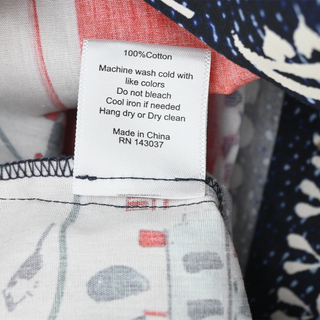 100%Cotton
Machine wash cold with
like colors
Do not bleach
Cool iron if needed
Hang dry or Dry clean
Made in China
RN 143037